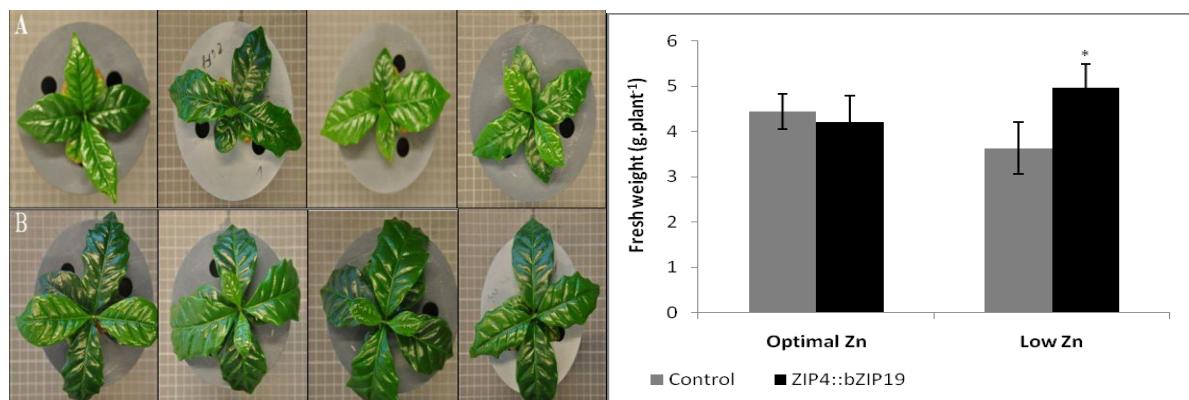 A
B
6
5
4
3
2
1
0
Fresh weight (g.plant⁻¹)
*
Optimal Zn
Low Zn
Control
ZIP4::bZIP19